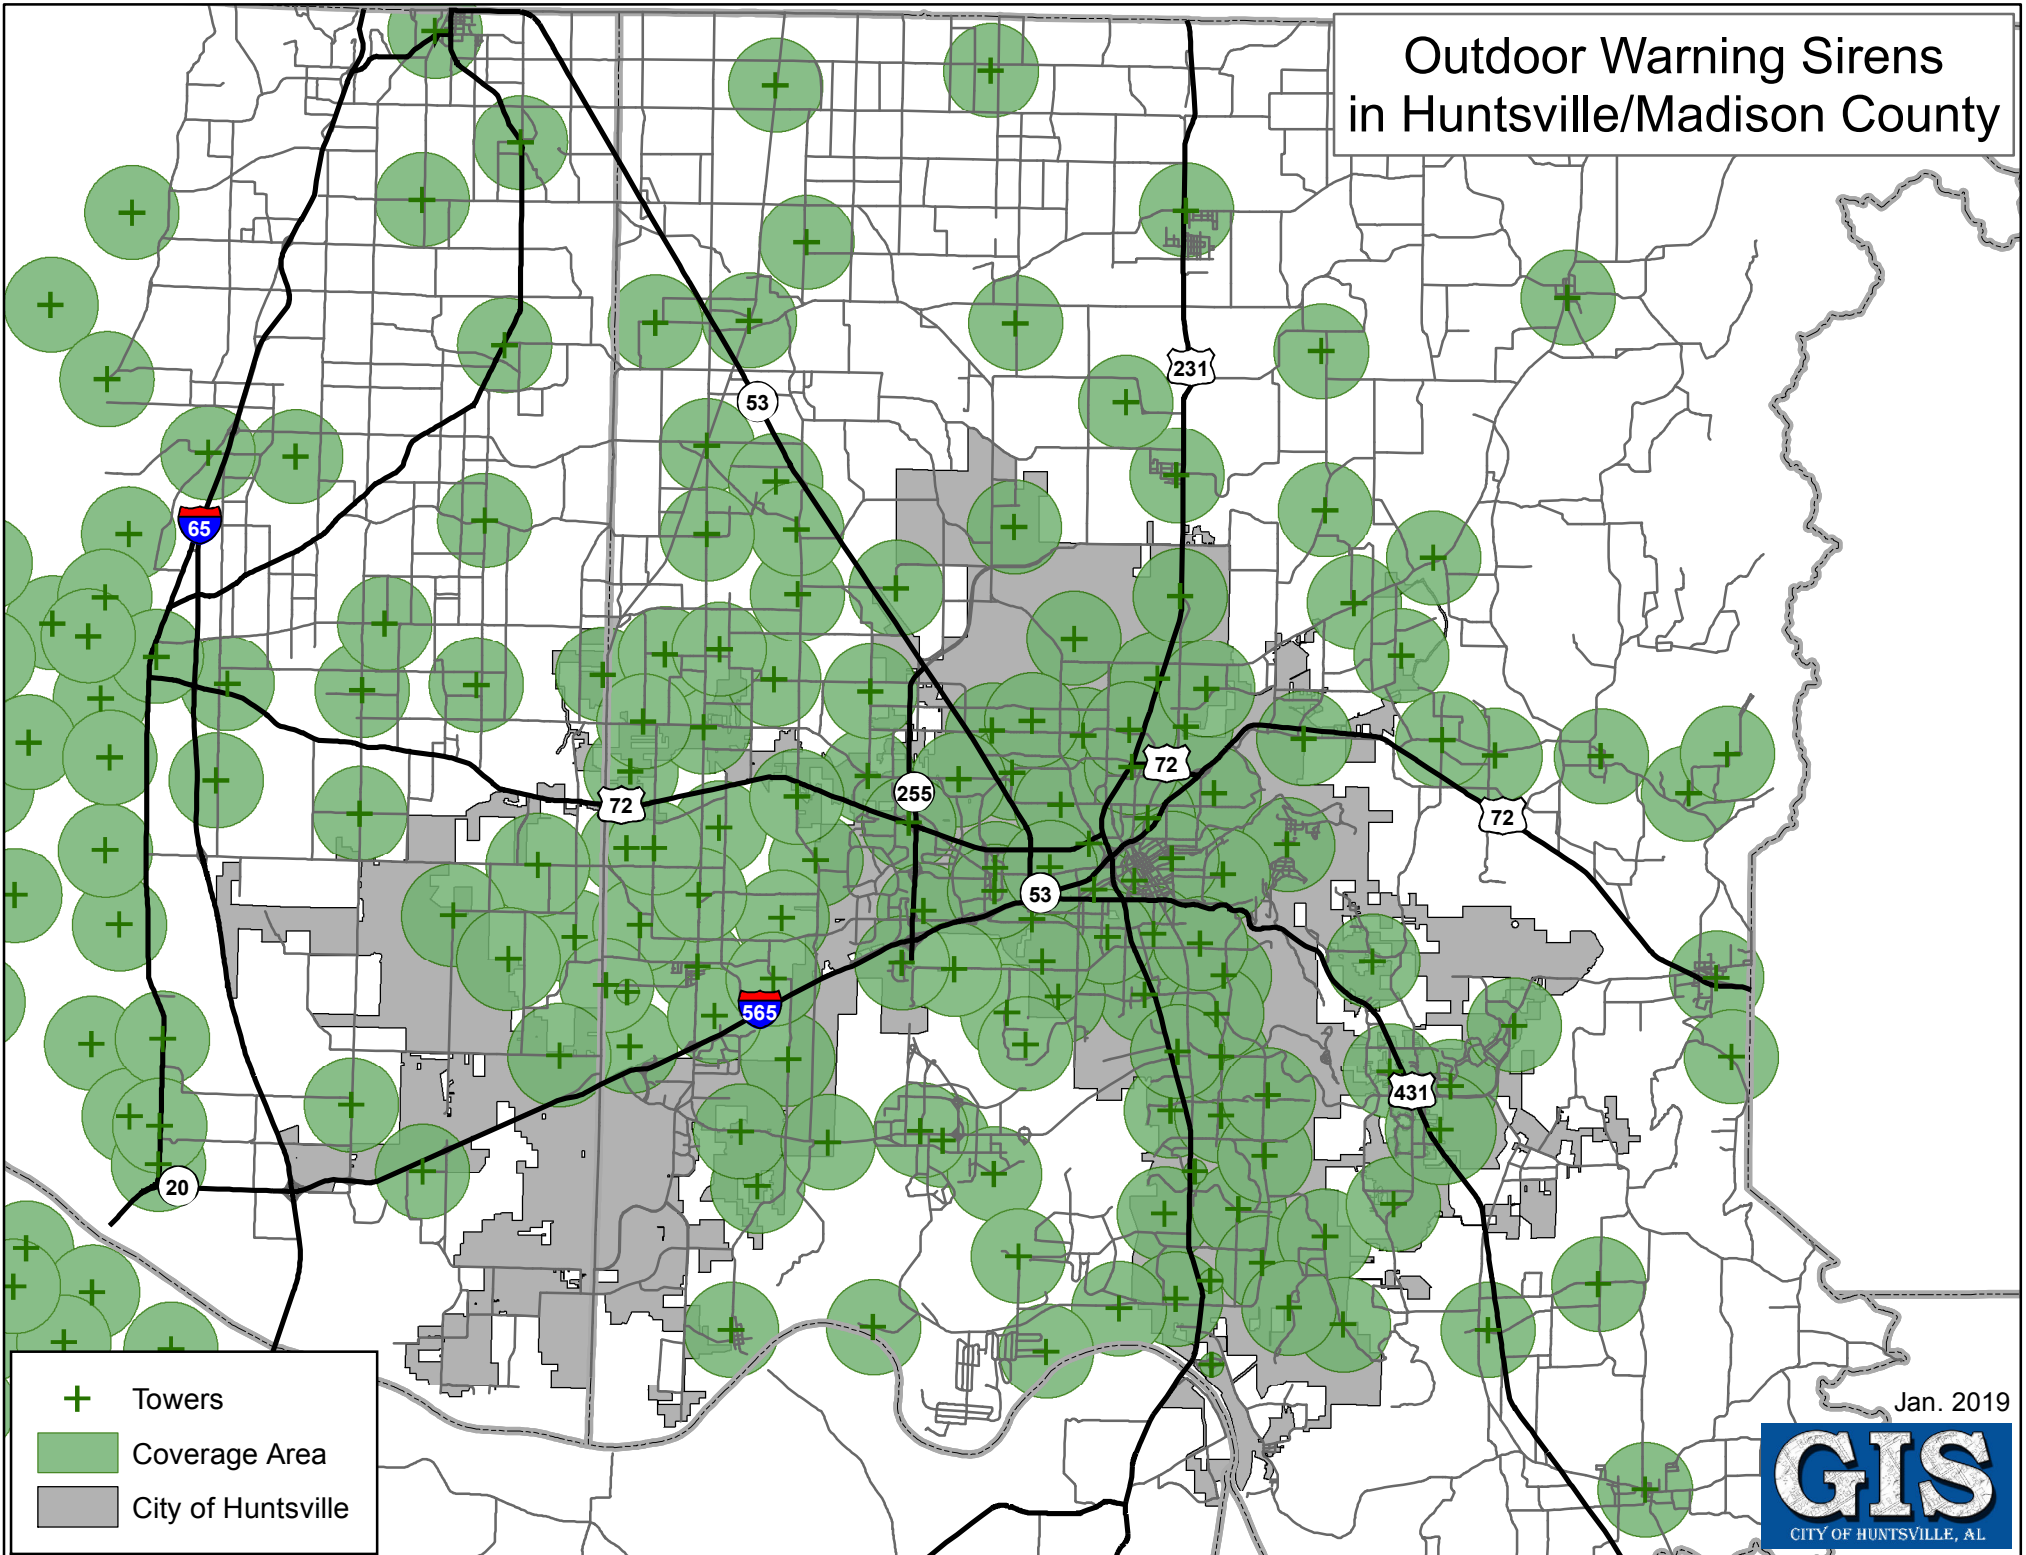 Outdoor Warning Sirens
in Huntsville/Madison County
231
53
65
72
255
72
72
53
565
431
20
Towers
Coverage Area
City of Huntsville
Jan. 2019
GIS
CITY OF HUNTSVILLE, AL